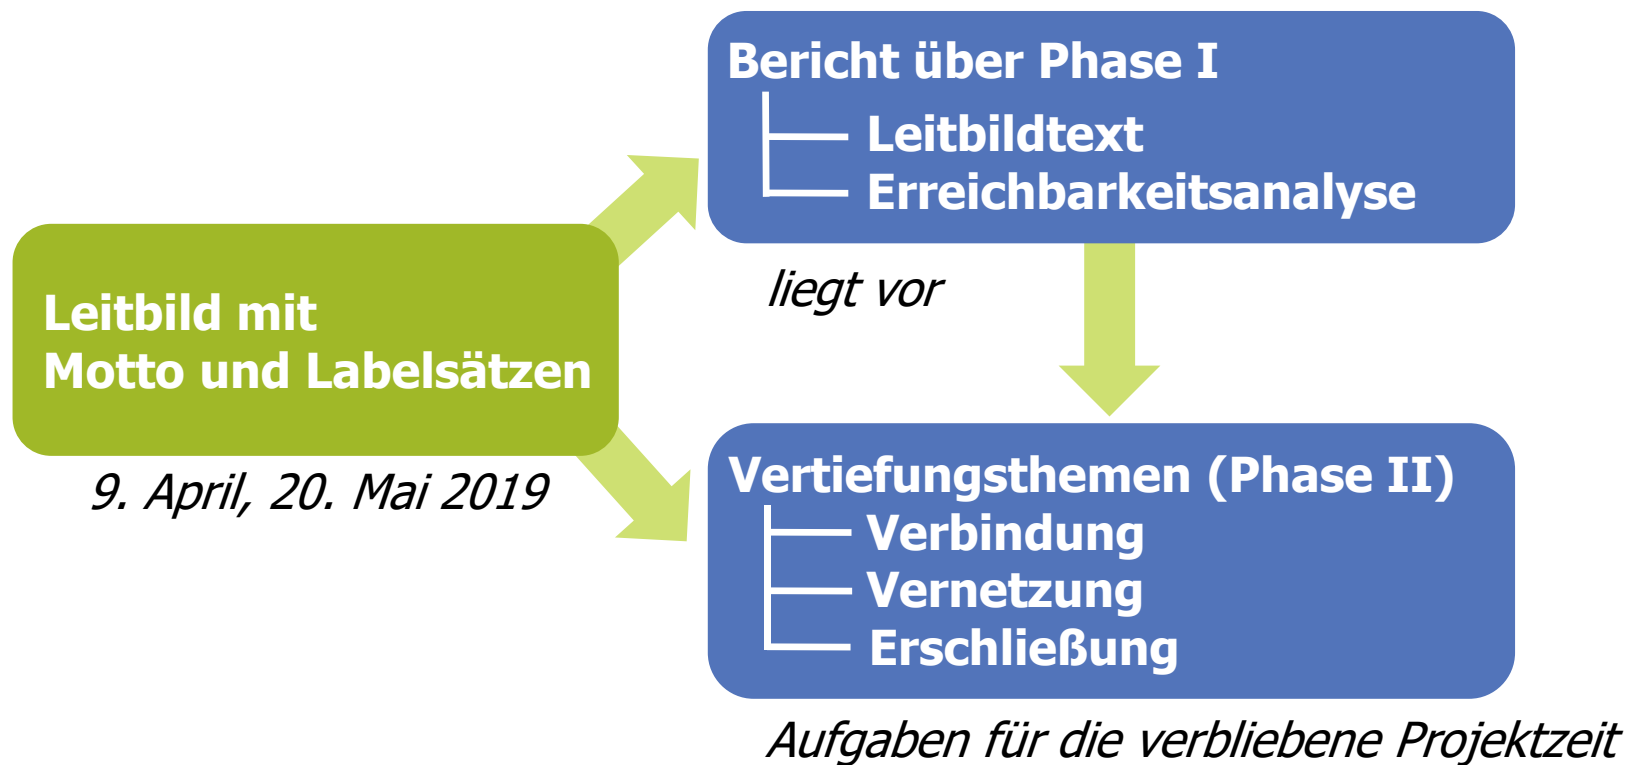 Leitbild mit
Motto und Labelsätzen
9. April, 20. Mai 2019
Bericht über Phase I
Leitbildtext
Erreichbarkeitsanalyse
liegt vor
Vertiefungsthemen (Phase II)
Verbindung
Vernetzung
Erschließung
Aufgaben für die verbliebene Projektzeit